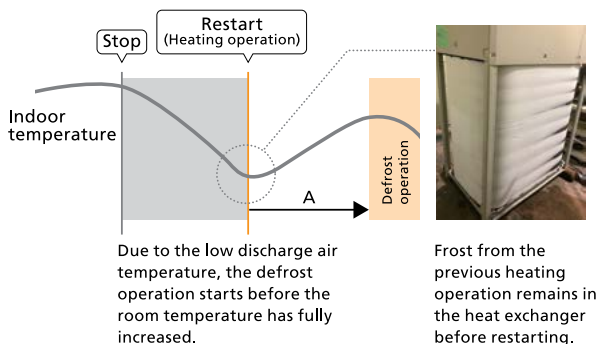 Stop
Restart
(Heating operation)
Indoor
temperature
A
Defrost
operation
Due to the low discharge air
temperature, the defrost
operation starts before the
room temperature has fully
increased.
Frost from the
previous heating
operation remains in
the heat exchanger
before restarting.